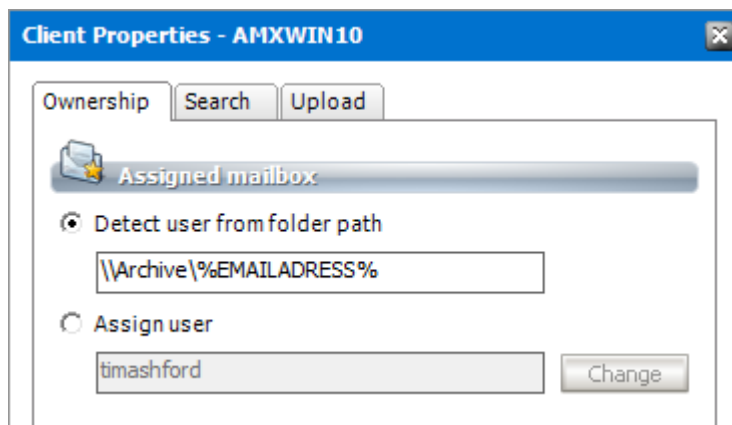 Client Properties - AMXWIN10
Ownership Search Upload
Assigned mailbox
Detect user from folder path
\\Archive\%EMAILADRESS%
Assign user
timashford Change